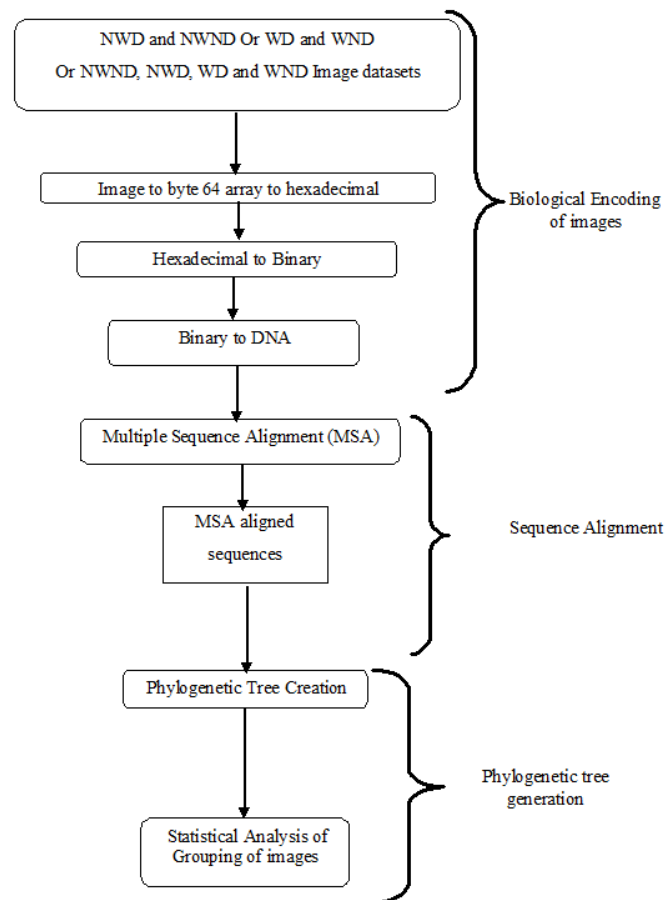 NWD and NWND Or WD and WND
Or NWND, NWD, WD and WND Image datasets
Image to byte 64 array to hexadecimal
Biological Encoding
of images
Hexadecimal to Binary
Binary to DNA
Multiple Sequence Alignment (MSA)
MSA aligned
sequences
Sequence Alignment
Phylogenetic Tree Creation
Phylogenetic tree
generation
Statistical Analysis of
Grouping of images